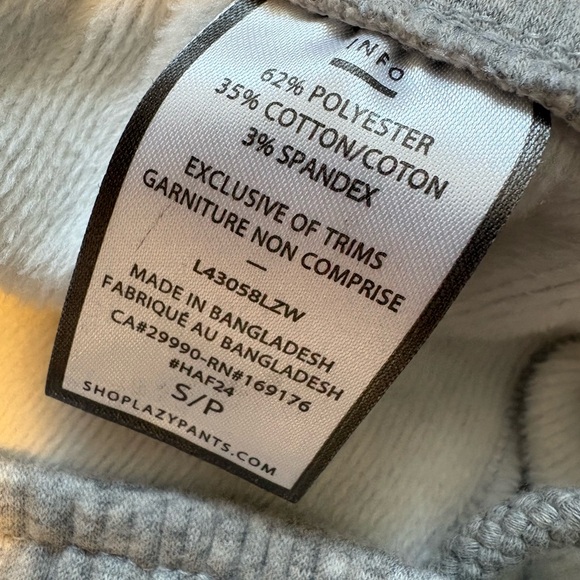 INFO
62% POLYESTER
35% COTTON/COTON
3% SPANDEX
EXCLUSIVE OF TRIMS
GARNITURE NON COMPRISE
—
L43058LZW
MADE IN BANGLADESH
FABRIQUÉ AU BANGLADESH
CA#29990-RN#169176
#HAF24
S/P
SHOPLAZYPANTS.COM